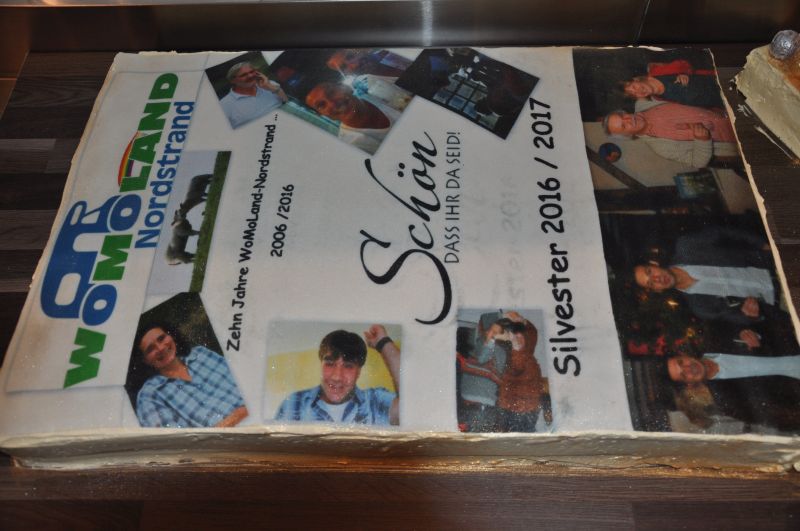 WOMOLAND
Nordstrand
Zehn Jahre WoMoLand-Nordstrand ...
2006 /2016
Schön
DASS IHR DA SEID!
Silvester 2016 / 2017